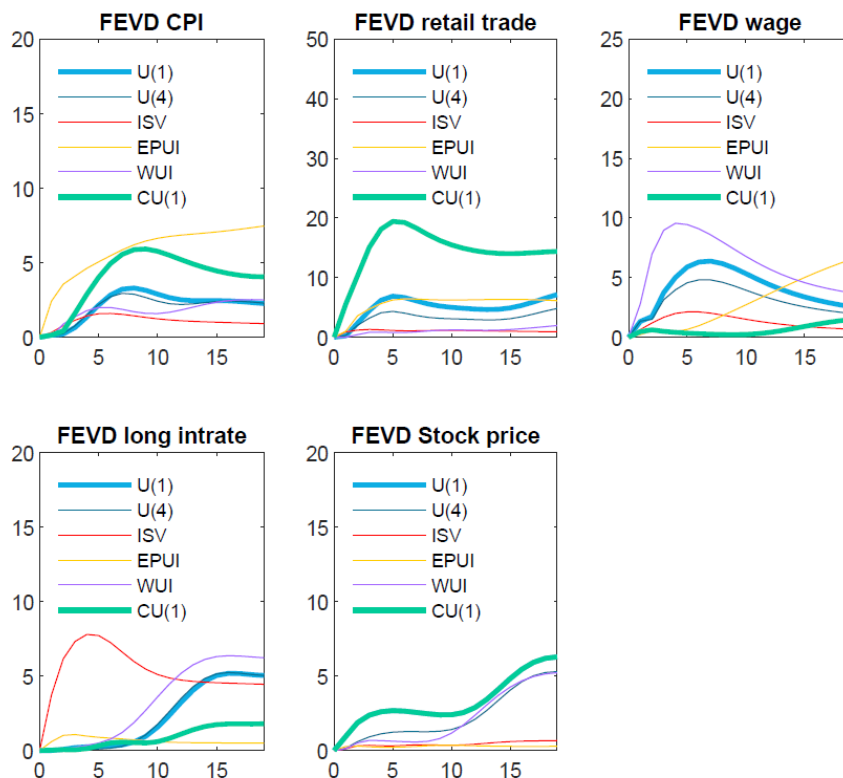 FEVD CPI
20
15
10
5
0
U(1)
U(4)
ISV
EPUI
WUI
CU(1)
0 5 10 15
FEVD retail trade
50
40
30
20
10
0
U(1)
U(4)
ISV
EPUI
WUI
CU(1)
0 5 10 15
FEVD wage
25
20
15
10
5
0
U(1)
U(4)
ISV
EPUI
WUI
CU(1)
0 5 10 15
FEVD long intrate
20
15
10
5
0
U(1)
U(4)
ISV
EPUI
WUI
CU(1)
0 5 10 15
FEVD Stock price
20
15
10
5
0
U(1)
U(4)
ISV
EPUI
WUI
CU(1)
0 5 10 15